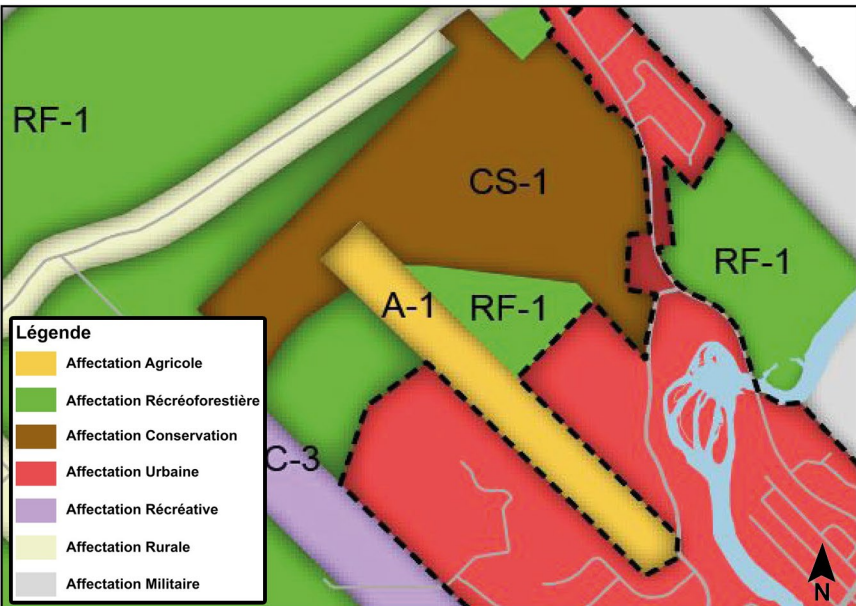 RF-1
CS-1
RF-1
A-1
RF-1
C-3
Légende
Affectation Agricole
Affectation Récréoforestière
Affectation Conservation
Affectation Urbaine
Affectation Récréative
Affectation Rurale
Affectation Militaire
N